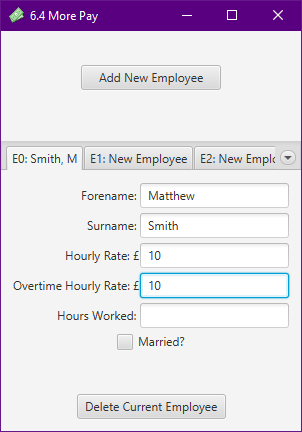 6.4 More Pay
Add New Employee
E0: Smith, M E1: New Employee E2: New Emplo
Forename: Matthew
Surname: Smith
Hourly Rate: £ 10
Overtime Hourly Rate: £ 10
Hours Worked:
Married?
Delete Current Employee